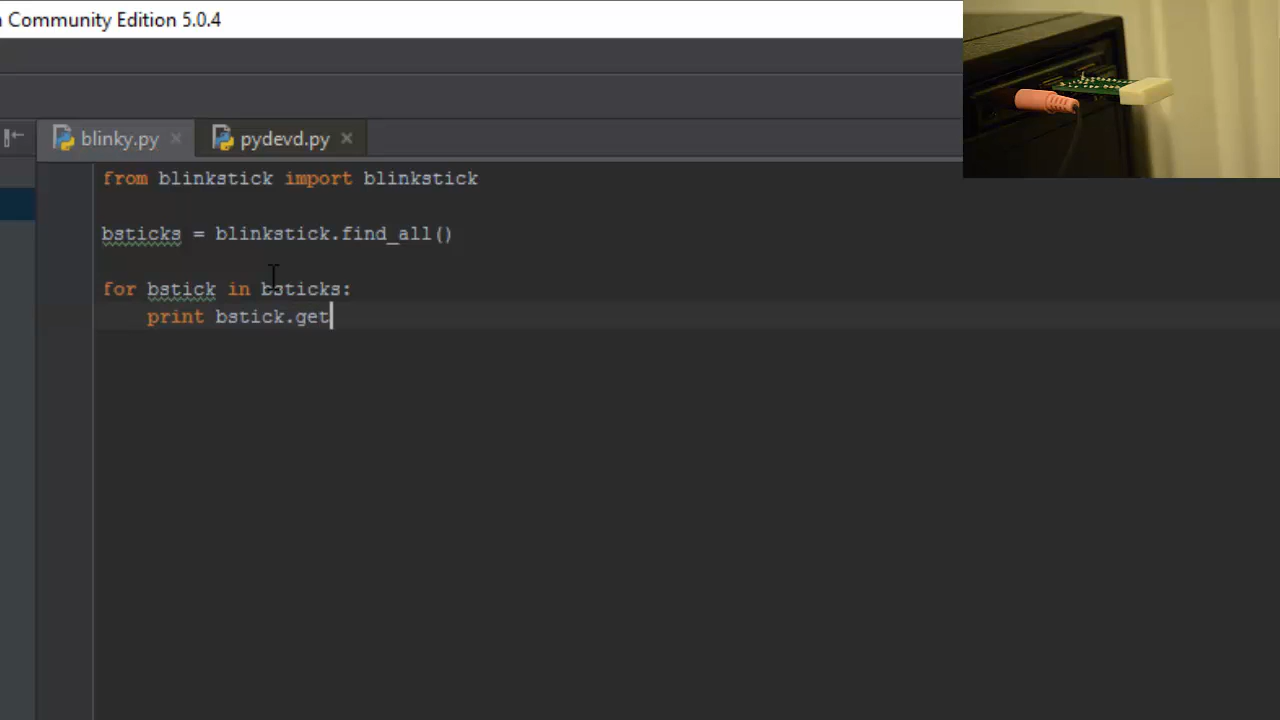 Community Edition 5.0.4
blinky.py
pydevd.py
from blinkstick import blinkstick
bsticks = blinkstick.find_all()
for bstick in bsticks:
print bstick.get